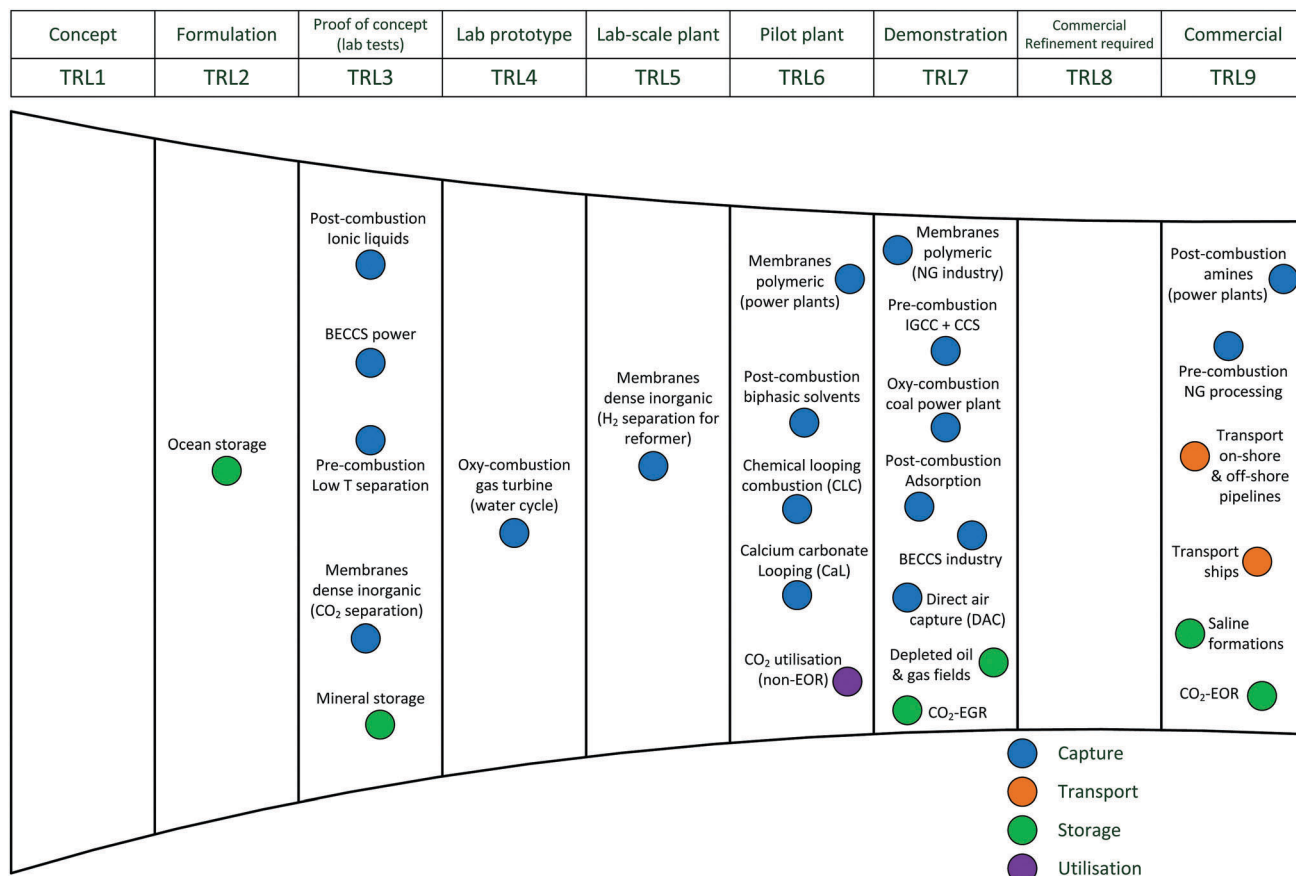 Concept
Formulation
Proof of concept
(lab tests)
Lab prototype
Lab-scale plant
Pilot plant
Demonstration
Commercial
Refinement required
Commercial
TRL1
TRL2
TRL3
TRL4
TRL5
TRL6
TRL7
TRL8
TRL9
Ocean storage
Post-combustion
Ionic liquids
BECCS power
Pre-combustion
Low T separation
Membranes
dense inorganic
(CO₂ separation)
Mineral storage
Oxy-combustion
gas turbine
(water cycle)
Membranes
dense inorganic
(H₂ separation for
reformer)
Membranes
polymeric
(power plants)
Post-combustion
biphasic solvents
Chemical looping
combustion (CLC)
Calcium carbonate
Looping (CaL)
CO₂ utilisation
(non-EOR)
Membranes
polymeric
(NG industry)
Pre-combustion
IGCC + CCS
Oxy-combustion
coal power plant
Post-combustion
Adsorption
BECCS industry
Direct air
capture (DAC)
Depleted oil
& gas fields
CO₂-EGR
Post-combustion
amines
(power plants)
Pre-combustion
NG processing
Transport
on-shore
& off-shore
pipelines
Transport
ships
Saline
formations
CO₂-EOR
Capture
Transport
Storage
Utilisation